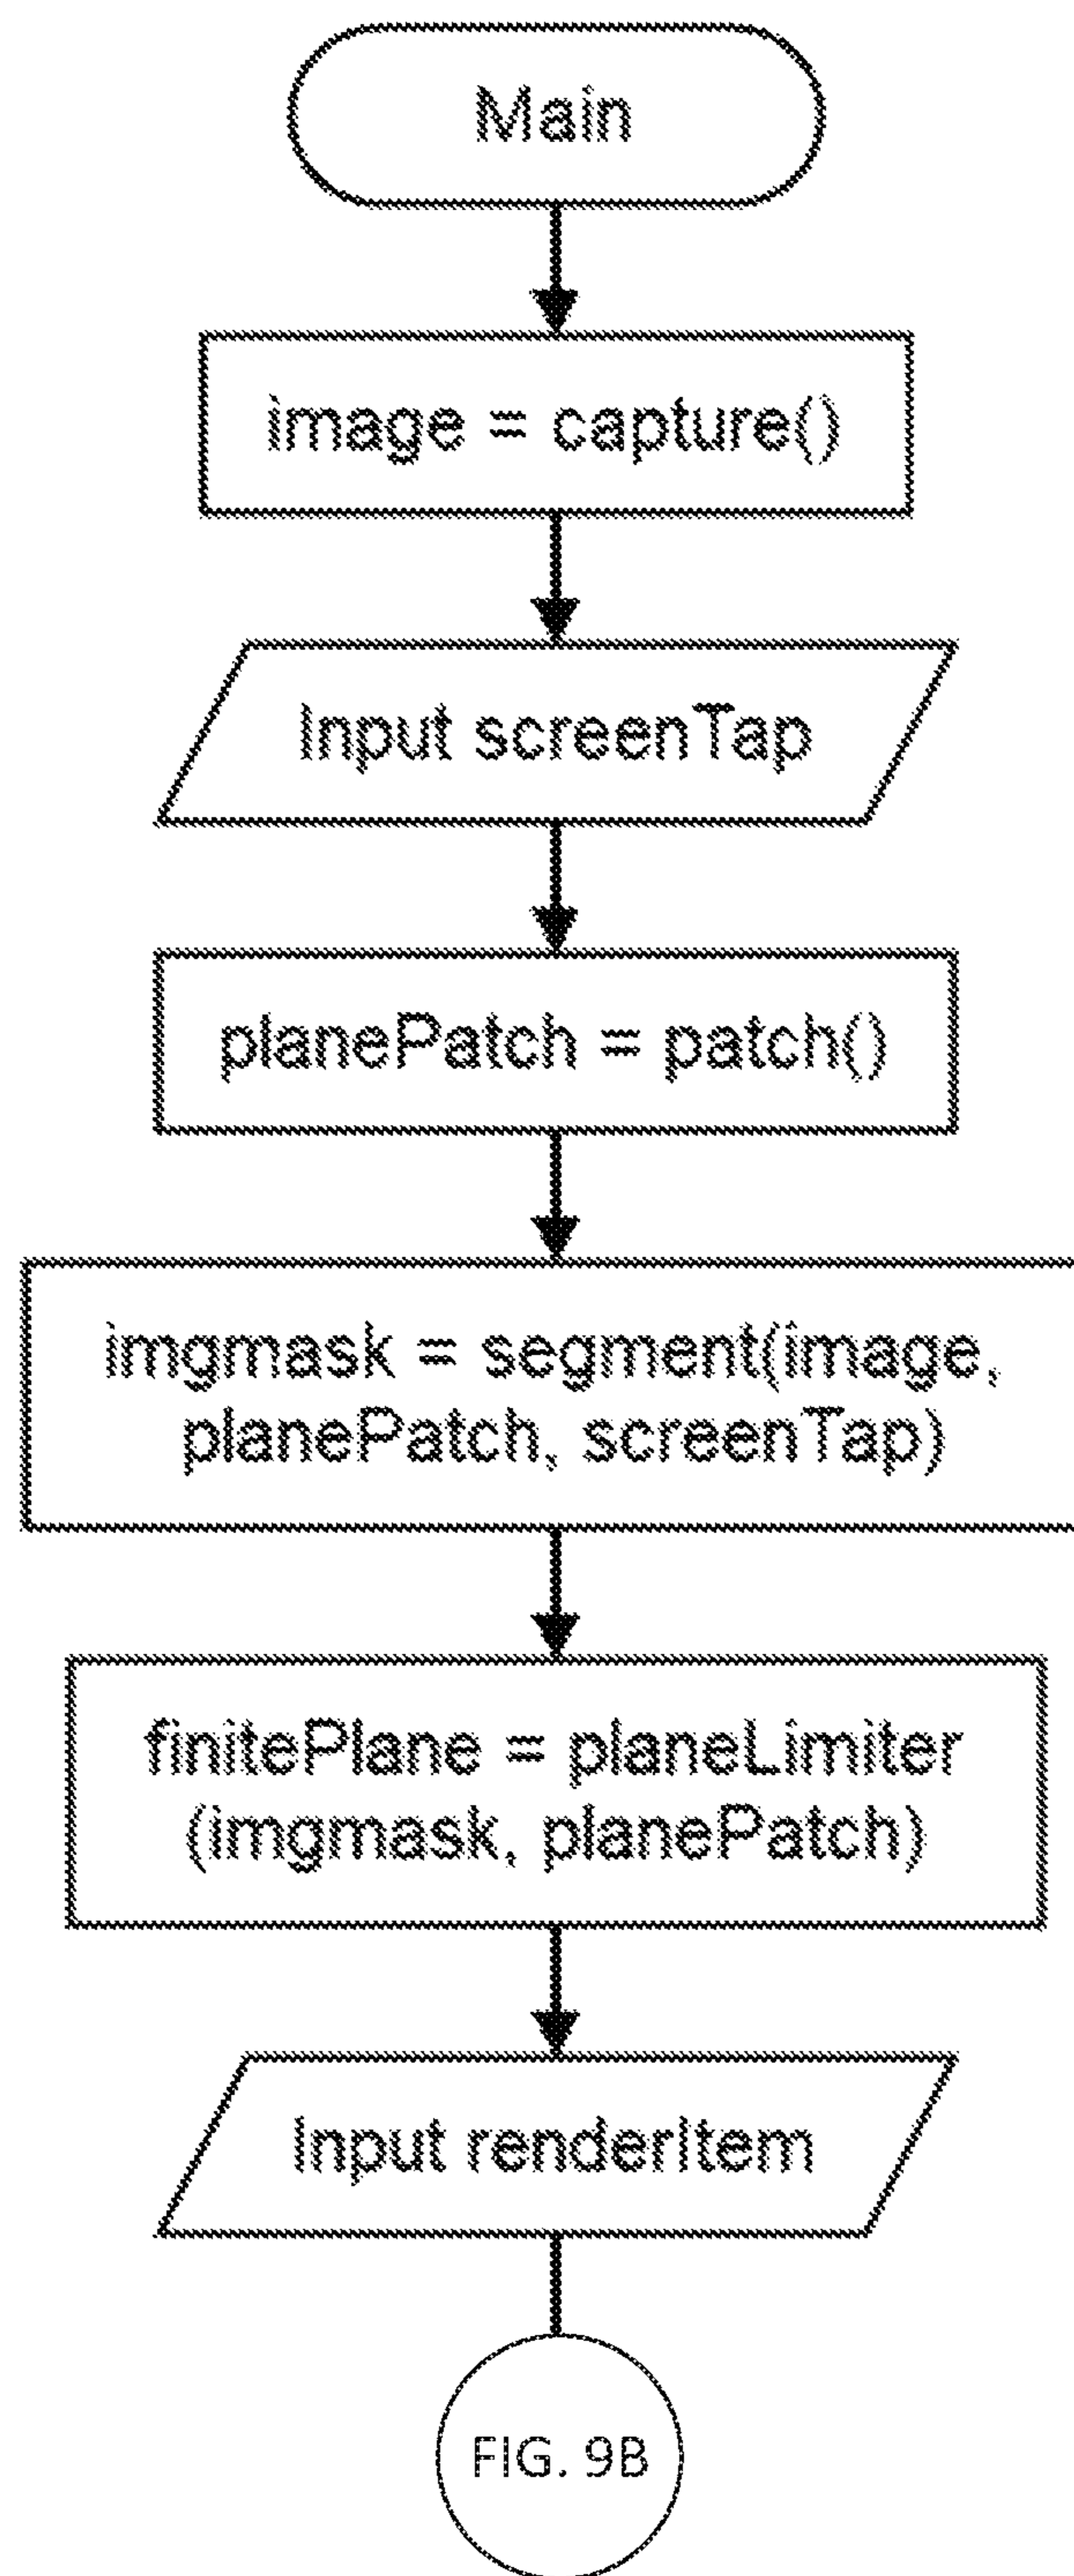 Main
image = capture()
Input screenTap
planePatch = patch()
imgmask = segment(image,
planePatch, screenTap)
finitePlane = planeLimiter
(imgmask, planePatch)
Input renderItem
FIG. 9B